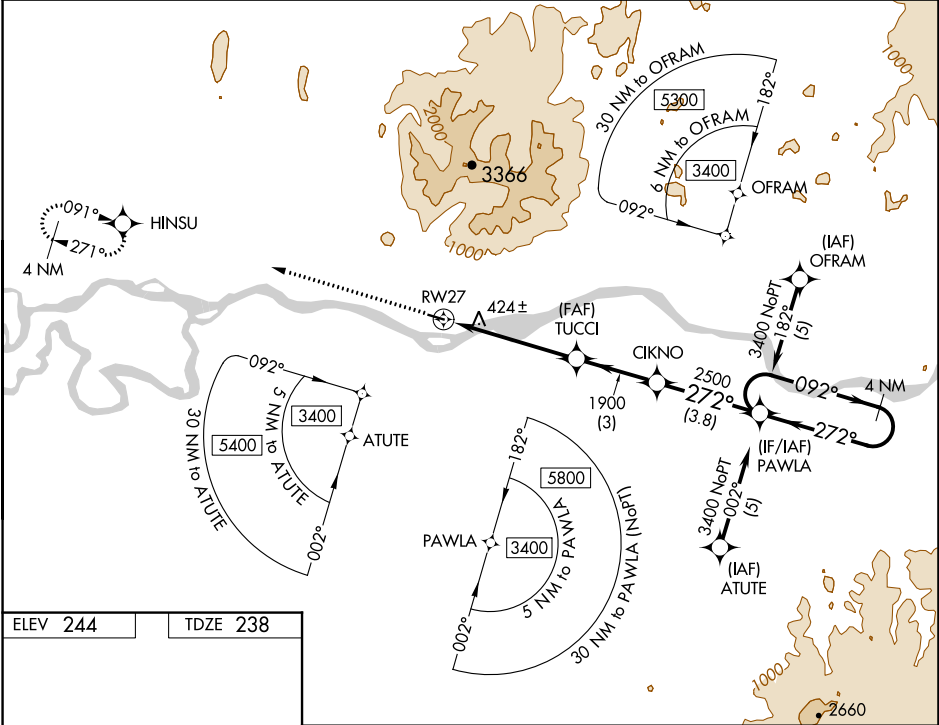 30 NM to OFRAM
5300
182°
6 NM to OFRAM
3400
092°
OFRAM
1000
2000
3366
1000
091°
HINSU
271°
4 NM
RW27
424±
(FAF)
TUCCI
CIKNO
1900
(3)
2500
272°
(3.8)
(IAF)
OFRAM
3400 NoPT
182°
(5)
092°
4 NM
272°
(IF/IAF)
PAWLA
3400 NoPT
002°
(5)
(IAF)
ATUTE
092°
5 NM to ATUTE
3400
5400
30 NM to ATUTE
ATUTE
002°
182°
5800
PAWLA
3400
5 NM to PAWLA
30 NM to PAWLA (NoPT)
002°
1000
2660
ELEV 244
TDZE 238